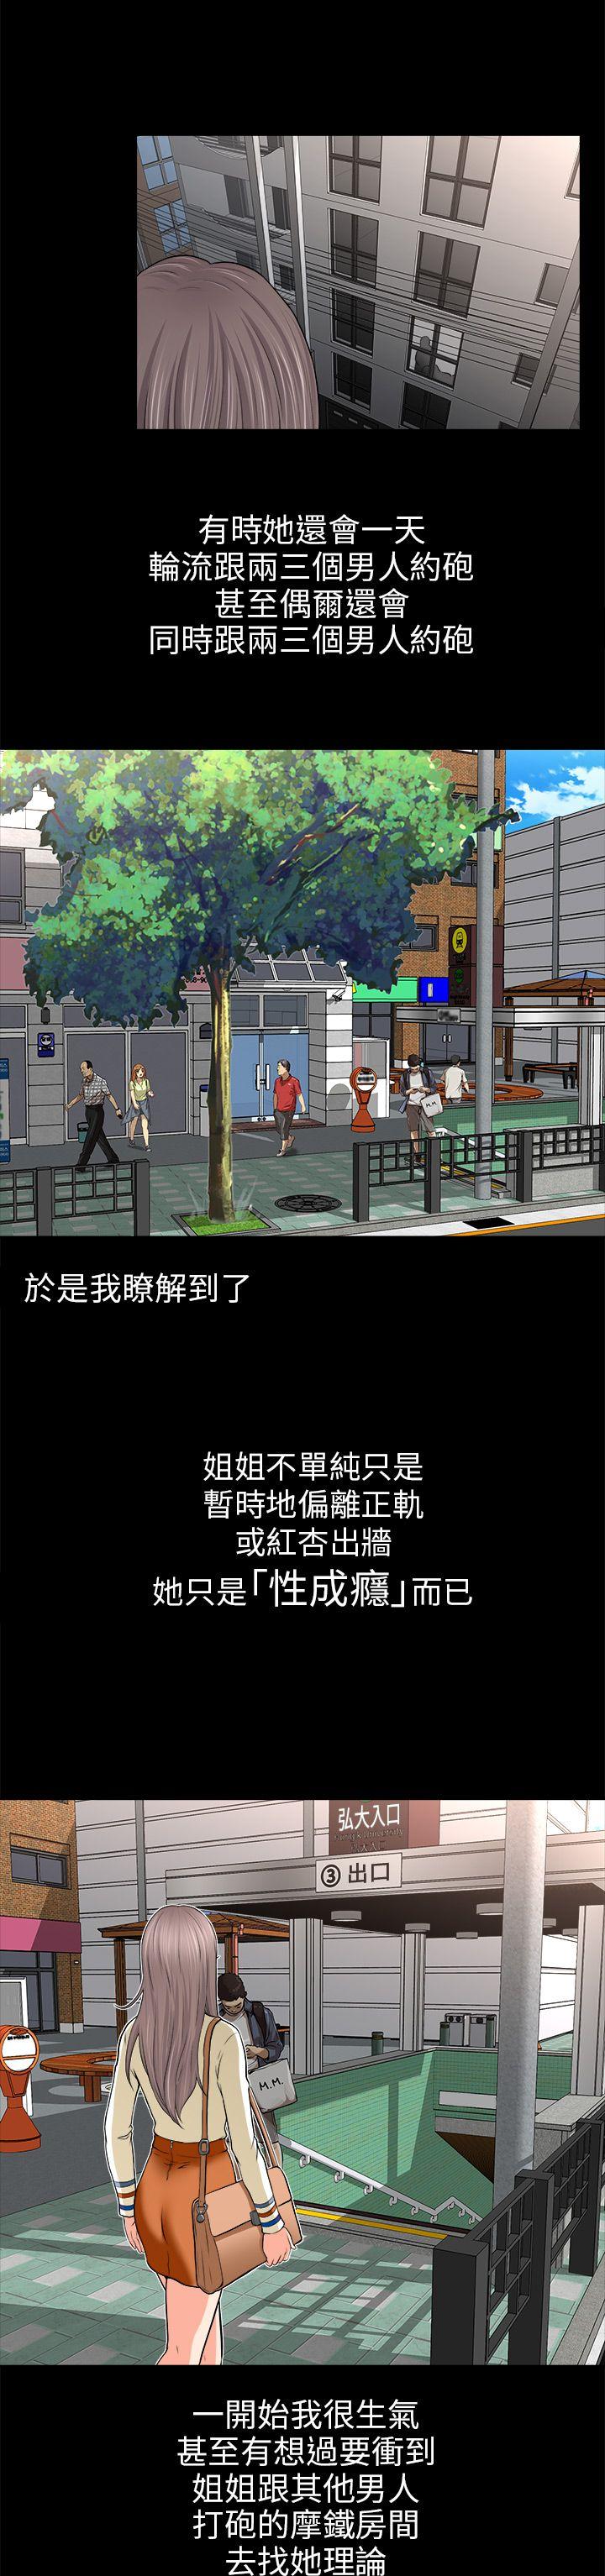 有時她還會一天
輪流跟兩三個男人約砲
甚至偶爾還會
同時跟兩三個男人約砲
M.M.
於是我瞭解到了
姐姐不單純只是
暫時地偏離正軌
或紅杏出牆
她只是「性成癮」而已
弘大入口
③ 出口
M.M.
一開始我很生氣
甚至有想過要衝到
姐姐跟其他男人
打砲的摩鐵房間
去找她理論